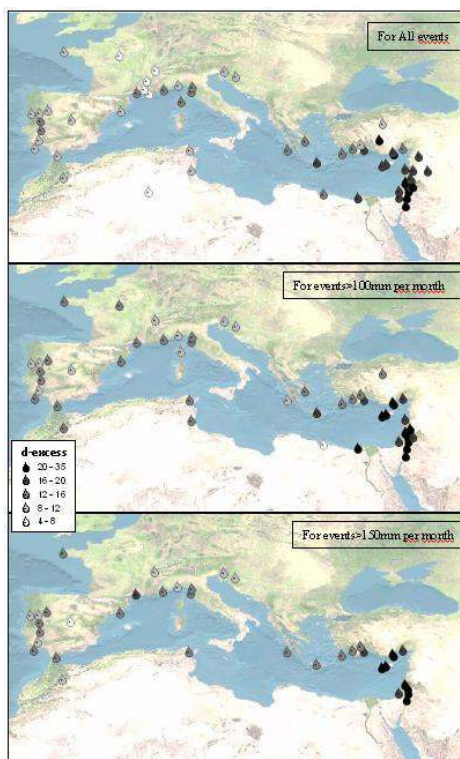 For All events
For events>100mm per month
d-excess
20 - 35
16 - 20
12 - 16
8 - 12
4 - 8
For events>150mm per month